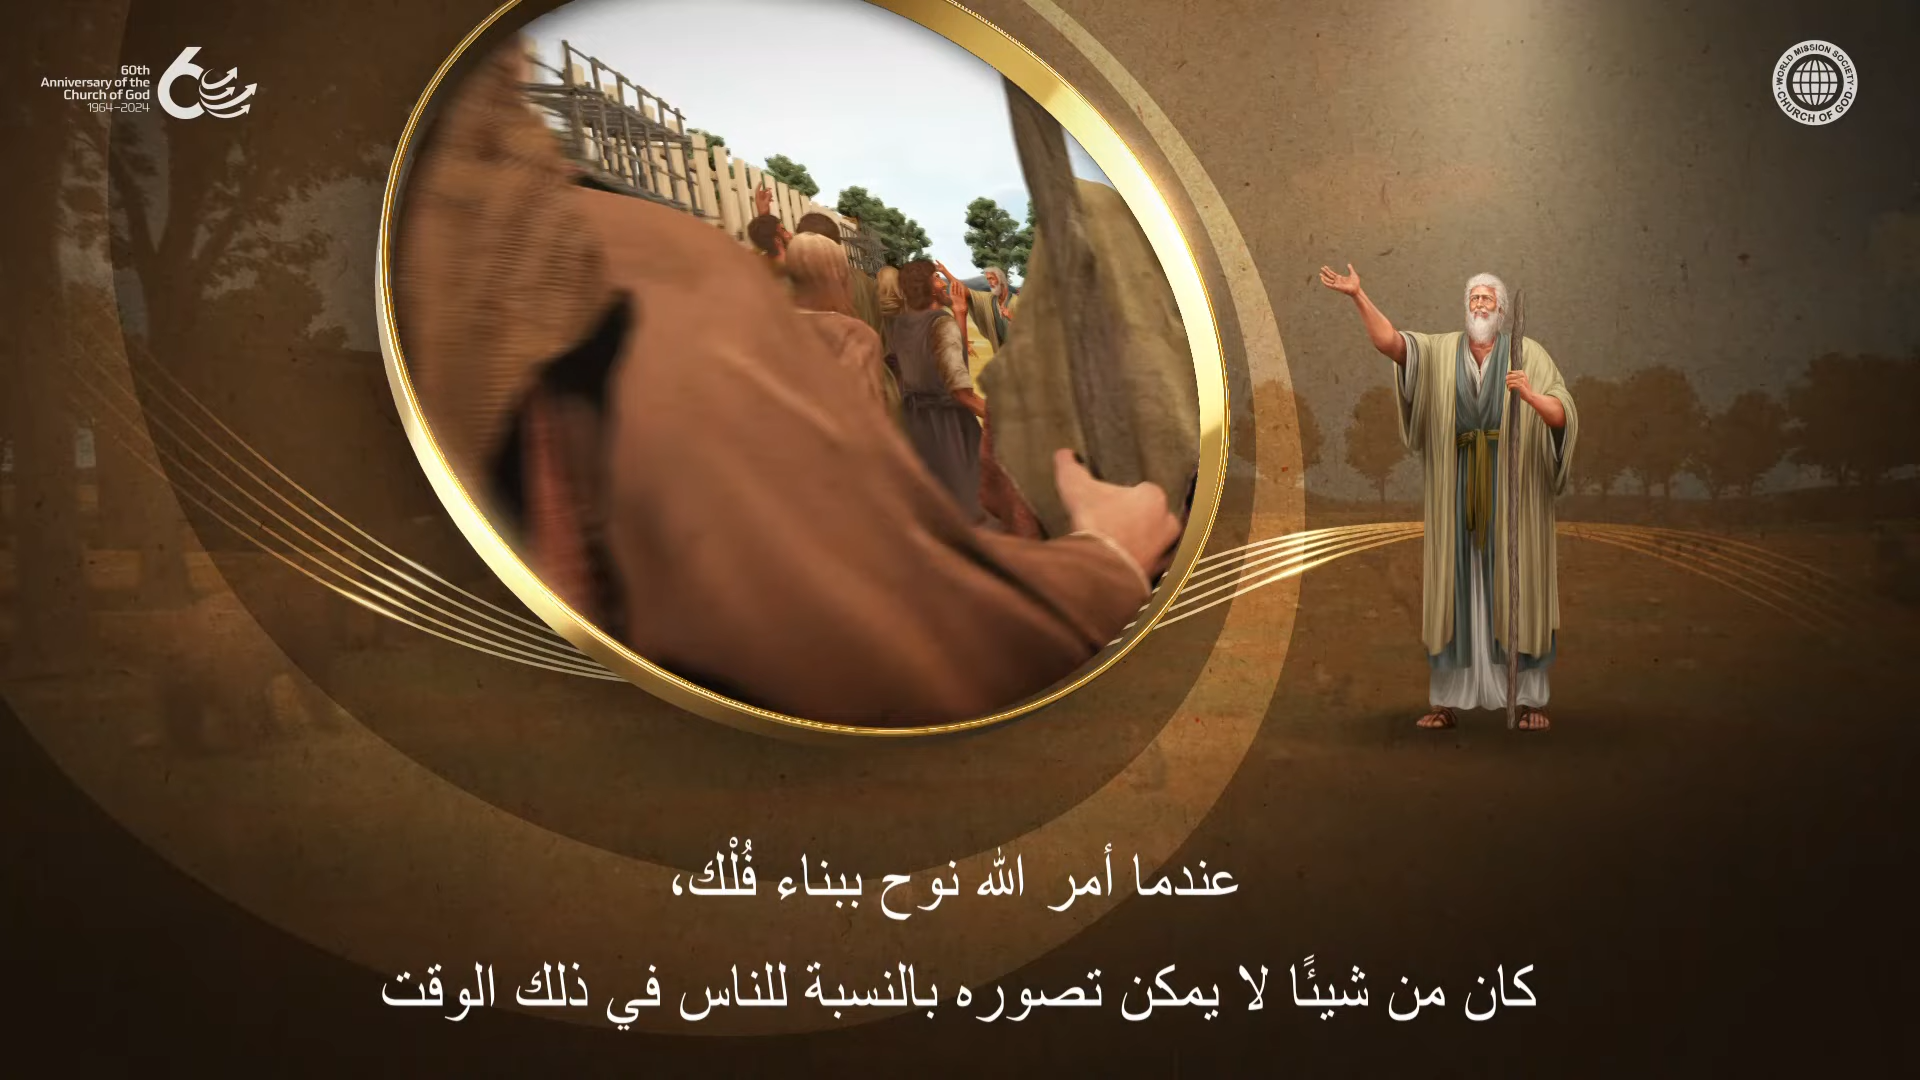 60th
Anniversary of the
Church of God
1964–2024
WORLD MISSION SOCIETY
CHURCH OF GOD
عندما أمر الله نوح ببناء فُلْك،
كان من شيئًا لا يمكن تصوره بالنسبة للناس في ذلك الوقت